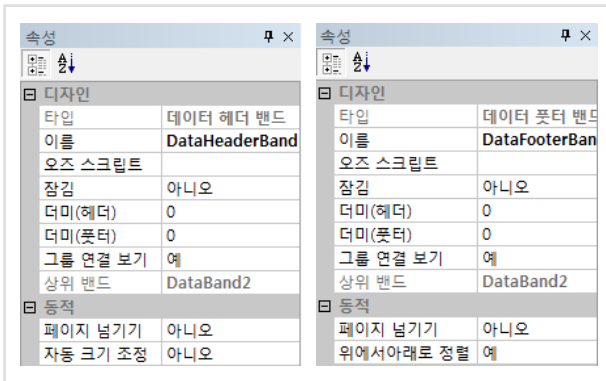 속성
디자인
타입 데이터 헤더 밴드
이름 DataHeaderBand
오즈 스크립트
잠김 아니오
더미(헤더) 0
더미(풋터) 0
그룹 연결 보기 예
상위 밴드 DataBand2
동적
페이지 넘기기 아니오
자동 크기 조정 아니오
속성
디자인
타입 데이터 풋터 밴드
이름 DataFooterBan
오즈 스크립트
잠김 아니오
더미(헤더) 0
더미(풋터) 0
그룹 연결 보기 예
상위 밴드 DataBand2
동적
페이지 넘기기 아니오
위에서아래로 정렬 예